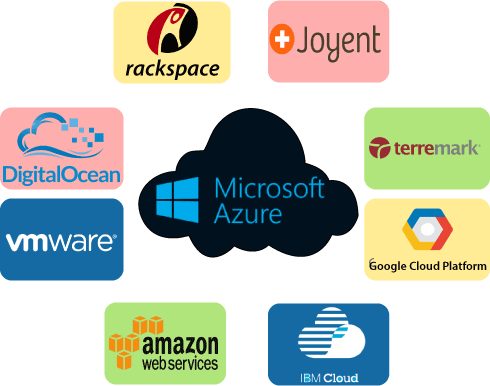 rackspace
Joyent
DigitalOcean
Microsoft
Azure
terremark®
vmware®
Google Cloud Platform
amazon
web services
IBM Cloud